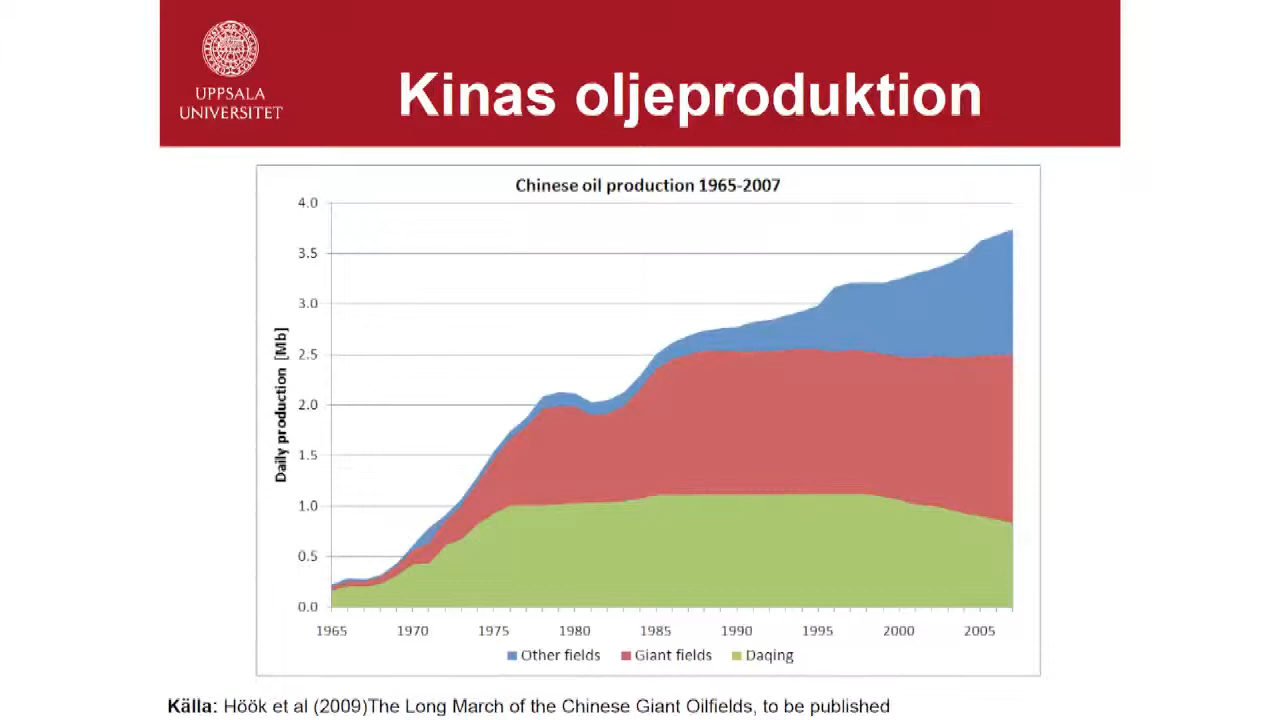 UPPSALA
UNIVERSITET
Kinas oljeproduktion
Chinese oil production 1965-2007
Daily production [Mb]
4.0
3.5
3.0
2.5
2.0
1.5
1.0
0.5
0.0
1965 1970 1975 1980 1985 1990 1995 2000 2005
Other fields Giant fields Daqing
Källa: Höök et al (2009)The Long March of the Chinese Giant Oilfields, to be published